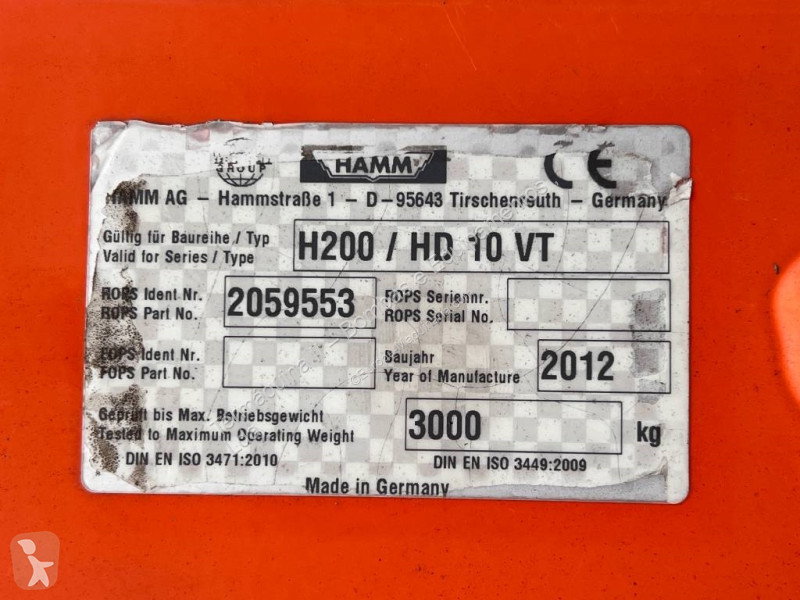 GROUP HAMM CE
HAMM AG – Hammstraße 1 – D–95643 Tirschenreuth – Germany
Gültig für Baureihe / Typ
Valid for Series / Type
H200 / HD 10 VT
ROPS Ident Nr.
ROPS Part No.
2059553
ROPS Seriennr.
ROPS Serial No.
FOPS Ident Nr.
FOPS Part No.
Baujahr
Year of Manufacture
2012
Geprüft bis Max. Betriebsgewicht
Tested to Maximum Operating Weight
3000 kg
DIN EN ISO 3471:2010 DIN EN ISO 3449:2009
Made in Germany